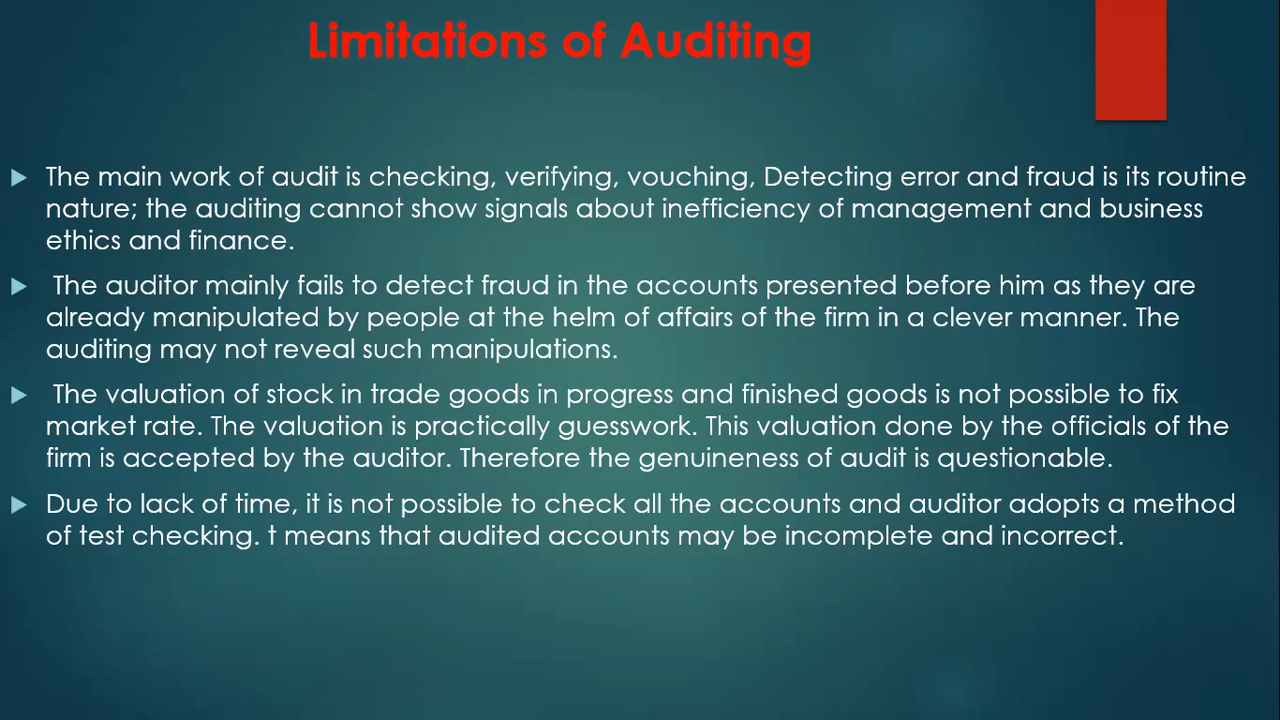 Limitations of Auditing
The main work of audit is checking, verifying, vouching, Detecting error and fraud is its routine
nature; the auditing cannot show signals about inefficiency of management and business
ethics and finance.
The auditor mainly fails to detect fraud in the accounts presented before him as they are
already manipulated by people at the helm of affairs of the firm in a clever manner. The
auditing may not reveal such manipulations.
The valuation of stock in trade goods in progress and finished goods is not possible to fix
market rate. The valuation is practically guesswork. This valuation done by the officials of the
firm is accepted by the auditor. Therefore the genuineness of audit is questionable.
Due to lack of time, it is not possible to check all the accounts and auditor adopts a method
of test checking. t means that audited accounts may be incomplete and incorrect.